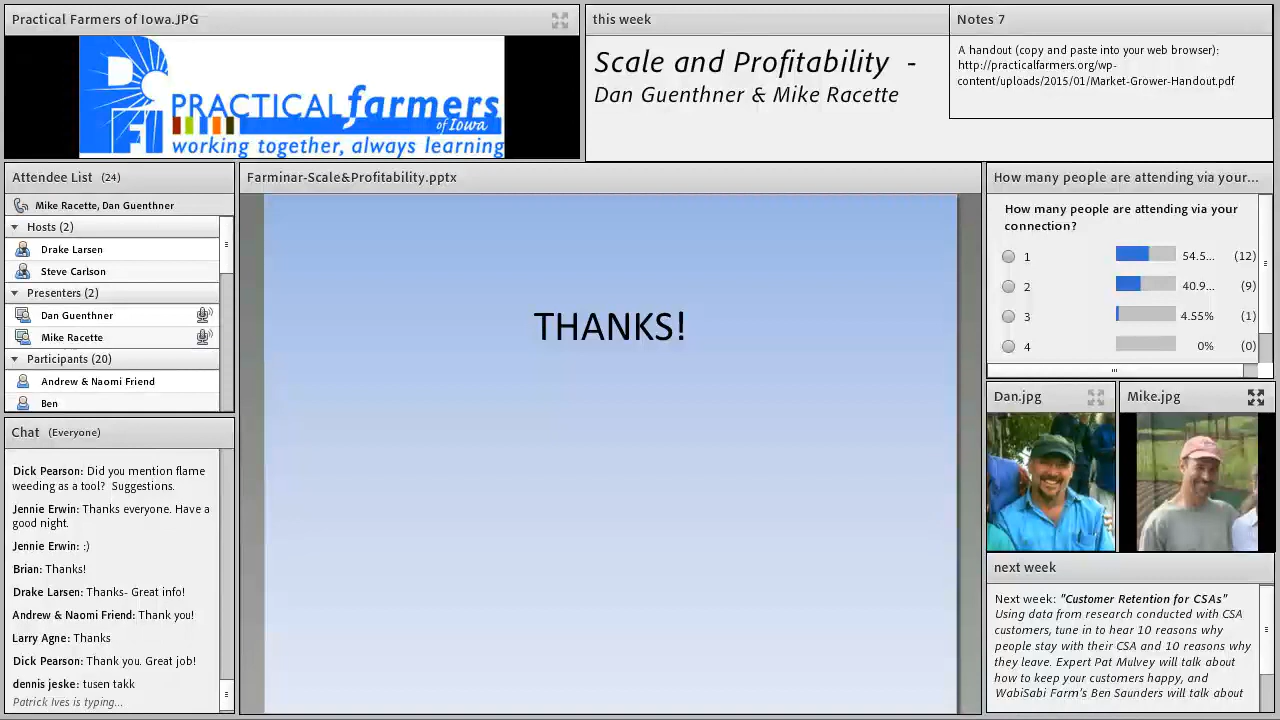 Practical Farmers of Iowa.JPG
PRACTICAL farmers
of Iowa
working together, always learning
this week
Scale and Profitability -
Dan Guenthner & Mike Racette
Notes 7
A handout (copy and paste into your web browser):
http://practicalfarmers.org/wp-
content/uploads/2015/01/Market-Grower-Handout.pdf
Attendee List (24)
Mike Racette, Dan Guenthner
Hosts (2)
Drake Larsen
Steve Carlson
Presenters (2)
Dan Guenthner
Mike Racette
Participants (20)
Andrew & Naomi Friend
Ben
Chat (Everyone)
Dick Pearson: Did you mention flame
weeding as a tool? Suggestions.
Jennie Erwin: Thanks everyone. Have a
good night.
Jennie Erwin: :)
Brian: Thanks!
Drake Larsen: Thanks- Great info!
Andrew & Naomi Friend: Thank you!
Larry Agne: Thanks
Dick Pearson: Thank you. Great job!
dennis jeske: tusen takk
Patrick Ives is typing...
Farminar-Scale&Profitability.pptx
THANKS!
How many people are attending via your...
How many people are attending via your
connection?
1 54.5... (12)
2 40.9... (9)
3 4.55% (1)
4 0% (0)
Dan.jpg
Mike.jpg
next week
Next week: "Customer Retention for CSAs"
Using data from research conducted with CSA
customers, tune in to hear 10 reasons why
people stay with their CSA and 10 reasons why
they leave. Expert Pat Mulvey will talk about
how to keep your customers happy, and
WabiSabi Farm's Ben Saunders will talk about